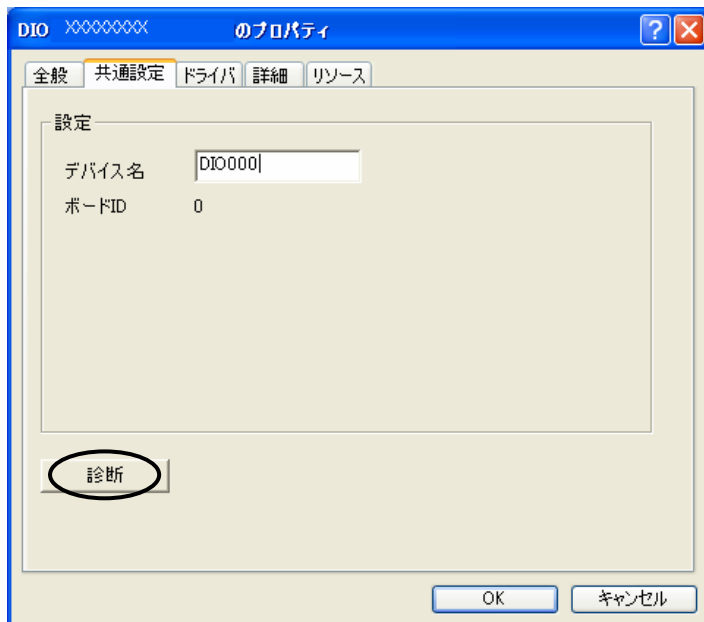 DIO XXXXXXXX のプロパティ
全般 共通設定 ドライバ 詳細 リソース
設定
デバイス名 DIO000
ボードID 0
診断
OK キャンセル